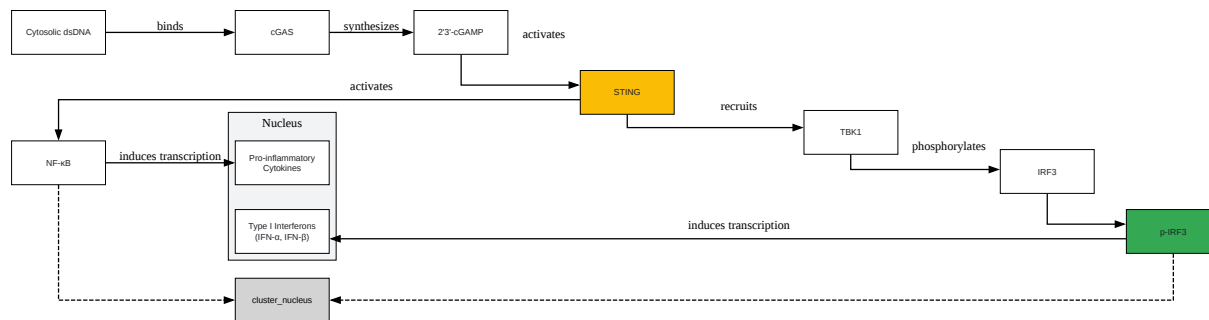 Cytosolic dsDNA
binds
cGAS
synthesizes
2'3'-cGAMP
activates
activates
STING
recruits
Nucleus
TBK1
NF-κB
induces transcription
Pro-inflammatory
Cytokines
phosphorylates
IRF3
Type I Interferons
(IFN-α, IFN-β)
induces transcription
p-IRF3
cluster_nucleus